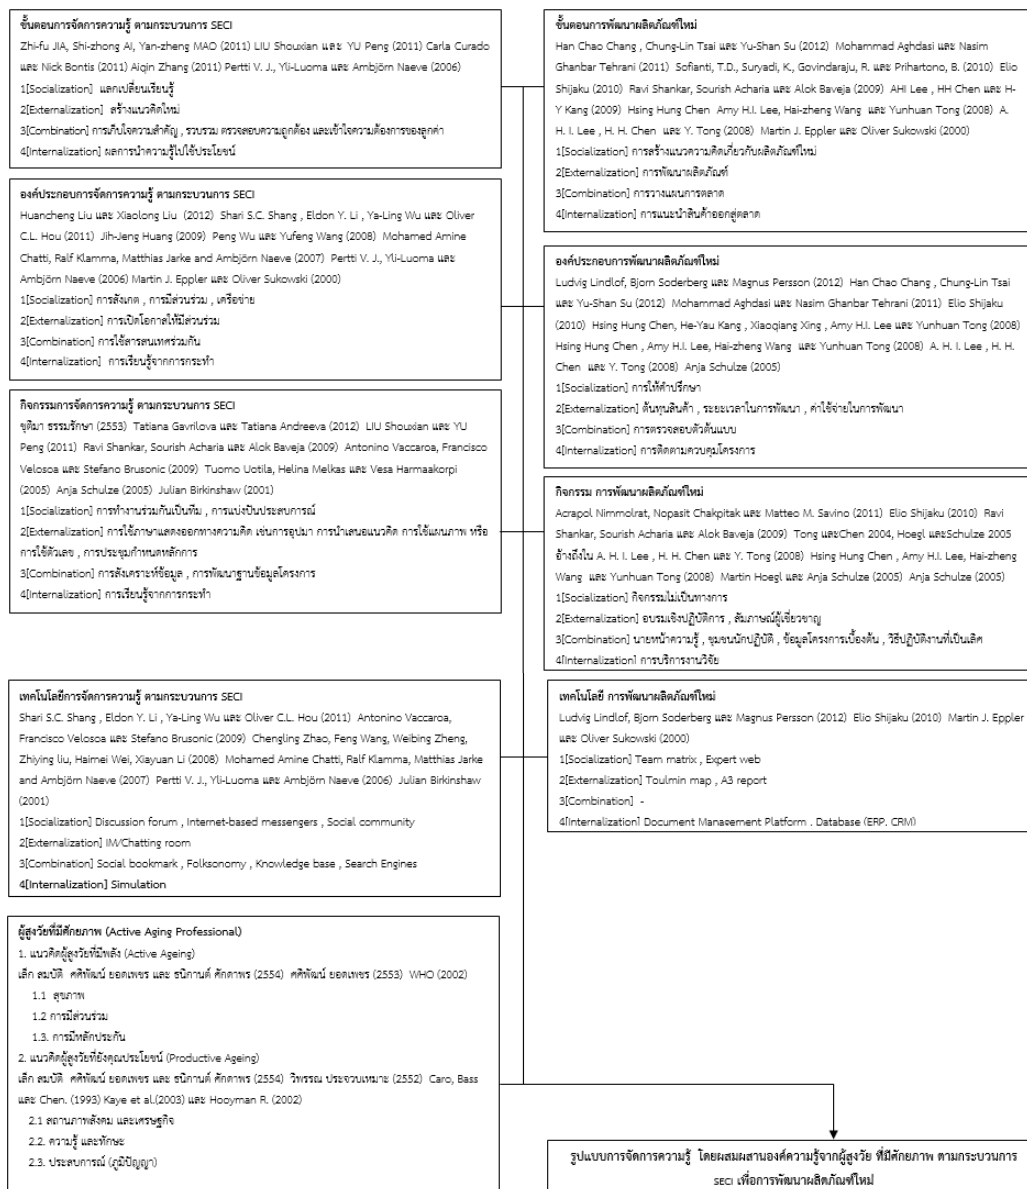 ขั้นตอนการจัดการความรู้ ตามกระบวนการ SECI
Zhi-fu JIA, Shi-zhong AI, Yan-zheng MAO (2011) LIU Shouxian และ YU Peng (2011) Carla Curado
และ Nick Bontis (2011) Aiqin Zhang (2011) Pertti V. J., Yli-Luoma และ Ambjörn Naeve (2006)
1[Socialization] แลกเปลี่ยนเรียนรู้
2[Externalization] สร้างแนวคิดใหม่
3[Combination] การเก็บใจความสำคัญ , รวบรวม ตรวจสอบความถูกต้อง และเข้าใจความต้องการของลูกค้า
4[Internalization] ผลการนำความรู้ไปใช้ประโยชน์
องค์ประกอบการจัดการความรู้ ตามกระบวนการ SECI
Huancheng Liu และ Xiaolong Liu (2012) Shari S.C. Shang , Eldon Y. Li , Ya-Ling Wu และ Oliver
C.L. Hou (2011) Jih-Jeng Huang (2009) Peng Wu และ Yufeng Wang (2008) Mohamed Amine
Chatti, Ralf Klamma, Matthias Jarke and Ambjörn Naeve (2007) Pertti V. J., Yli-Luoma และ
Ambjörn Naeve (2006) Martin J. Eppler และ Oliver Sukowski (2000)
1[Socialization] การสังเกต , การมีส่วนร่วม , เครือข่าย
2[Externalization] การเปิดโอกาสให้มีส่วนร่วม
3[Combination] การใช้สารสนเทศร่วมกัน
4[Internalization] การเรียนรู้จากการกระทำ
กิจกรรมการจัดการความรู้ ตามกระบวนการ SECI
ชุติมา ธรรมรักษา (2553) Tatiana Gavrilova และ Tatiana Andreeva (2012) LIU Shouxian และ YU
Peng (2011) Ravi Shankar, Sourish Acharia และ Alok Baveja (2009) Antonino Vaccaroa, Francisco
Velosoa และ Stefano Brusonic (2009) Tuomo Uotila, Helina Melkas และ Vesa Harmaakorpi
(2005) Anja Schulze (2005) Julian Birkinshaw (2001)
1[Socialization] การทำงานร่วมกันเป็นทีม , การแบ่งปันประสบการณ์
2[Externalization] การใช้ภาษาแสดงออกทางความคิด เช่นการอุปมา การนำเสนอแนวคิด การใช้แผนภาพ หรือ
การใช้ตัวเลข , การประชุมกำหนดหลักการ
3[Combination] การสังเคราะห์ข้อมูล , การพัฒนาฐานข้อมูลโครงการ
4[Internalization] การเรียนรู้จากการกระทำ
เทคโนโลยีการจัดการความรู้ ตามกระบวนการ SECI
Shari S.C. Shang , Eldon Y. Li , Ya-Ling Wu และ Oliver C.L. Hou (2011) Antonino Vaccaroa,
Francisco Velosoa และ Stefano Brusonic (2009) Chengling Zhao, Feng Wang, Weibing Zheng,
Zhiying liu, Haimei Wei, Xiayuan Li (2008) Mohamed Amine Chatti, Ralf Klamma, Matthias Jarke
and Ambjörn Naeve (2007) Pertti V. J., Yli-Luoma และ Ambjörn Naeve (2006) Julian Birkinshaw
(2001)
1[Socialization] Discussion forum , Internet-based messengers , Social community
2[Externalization] IM/Chatting room
3[Combination] Social bookmark , Folksonomy , Knowledge base , Search Engines
4[Internalization] Simulation
ผู้สูงวัยที่มีศักยภาพ (Active Aging Professional)
1. แนวคิดผู้สูงวัยที่มีพลัง (Active Ageing)
เล็ก สมบัติ ศศิพัฒน์ ยอดเพชร และ ธนิกานต์ ศักดาพร (2554) ศศิพัฒน์ ยอดเพชร (2553) WHO (2002)
1.1 สุขภาพ
1.2 การมีส่วนร่วม
1.3. การมีหลักประกัน
2. แนวคิดผู้สูงวัยที่ยังคุณประโยชน์ (Productive Ageing)
เล็ก สมบัติ ศศิพัฒน์ ยอดเพชร และ ธนิกานต์ ศักดาพร (2554) วิพรรณ ประจวบเหมาะ (2552) Caro, Bass
และ Chen. (1993) Kaye et al.(2003) และ Hooyman R. (2002)
2.1 สถานภาพสังคม และเศรษฐกิจ
2.2. ความรู้ และทักษะ
2.3. ประสบการณ์ (ภูมิปัญญา)
ขั้นตอนการพัฒนาผลิตภัณฑ์ใหม่
Han Chao Chang , Chung-Lin Tsai และ Yu-Shan Su (2012) Mohammad Aghdasi และ Nasim
Ghanbar Tehrani (2011) Sofianti, T.D., Suryadi, K., Govindaraju, R. และ Prihartono, B. (2010) Elio
Shijaku (2010) Ravi Shankar, Sourish Acharia และ Alok Baveja (2009) AHI Lee , HH Chen และ H-
Y Kang (2009) Hsing Hung Chen Amy H.I. Lee, Hai-zheng Wang และ Yunhuan Tong (2008) A.
H. I. Lee , H. H. Chen และ Y. Tong (2008) Martin J. Eppler และ Oliver Sukowski (2000)
1[Socialization] การสร้างแนวความคิดเกี่ยวกับผลิตภัณฑ์ใหม่
2[Externalization] การพัฒนาผลิตภัณฑ์
3[Combination] การวางแผนการตลาด
4[Internalization] การแนะนำสินค้าออกสู่ตลาด
องค์ประกอบการพัฒนาผลิตภัณฑ์ใหม่
Ludvig Lindlof, Bjorn Soderberg และ Magnus Persson (2012) Han Chao Chang , Chung-Lin Tsai
และ Yu-Shan Su (2012) Mohammad Aghdasi และ Nasim Ghanbar Tehrani (2011) Elio Shijaku
(2010) Hsing Hung Chen, He-Yau Kang , Xiaoqiang Xing , Amy H.I. Lee และ Yunhuan Tong (2008)
Hsing Hung Chen , Amy H.I. Lee, Hai-zheng Wang และ Yunhuan Tong (2008) A. H. I. Lee , H. H.
Chen และ Y. Tong (2008) Anja Schulze (2005)
1[Socialization] การให้คำปรึกษา
2[Externalization] ต้นทุนสินค้า , ระยะเวลาในการพัฒนา , ค่าใช้จ่ายในการพัฒนา
3[Combination] การตรวจสอบตัวต้นแบบ
4[Internalization] การติดตามควบคุมโครงการ
กิจกรรม การพัฒนาผลิตภัณฑ์ใหม่
Acrapol Nimmolrat, Nopasit Chakpitak และ Matteo M. Savino (2011) Elio Shijaku (2010) Ravi
Shankar, Sourish Acharia และ Alok Baveja (2009) Tong และChen 2004, Hoegl และSchulze 2005
อ้างถึงใน A. H. I. Lee , H. H. Chen และ Y. Tong (2008) Hsing Hung Chen , Amy H.I. Lee, Hai-zheng
Wang และ Yunhuan Tong (2008) Martin Hoegl และ Anja Schulze (2005) Anja Schulze (2005)
1[Socialization] กิจกรรมไม่เป็นทางการ
2[Externalization] อบรมเชิงปฏิบัติการ , สัมภาษณ์ผู้เชี่ยวชาญ
3[Combination] นายหน้าความรู้ , ชุมชนนักปฏิบัติ , ข้อมูลโครงการเบื้องต้น , วิธีปฏิบัติงานที่เป็นเลิศ
4[Internalization] การบริการงานวิจัย
เทคโนโลยี การพัฒนาผลิตภัณฑ์ใหม่
Ludvig Lindlof, Bjorn Soderberg และ Magnus Persson (2012) Elio Shijaku (2010) Martin J. Eppler
และ Oliver Sukowski (2000)
1[Socialization] Team matrix , Expert web
2[Externalization] Toulmin map , A3 report
3[Combination] -
4[Internalization] Document Management Platform , Database (ERP, CRM)
รูปแบบการจัดการความรู้ โดยผสมผสานองค์ความรู้จากผู้สูงวัย ที่มีศักยภาพ ตามกระบวนการ
SECI เพื่อการพัฒนาผลิตภัณฑ์ใหม่